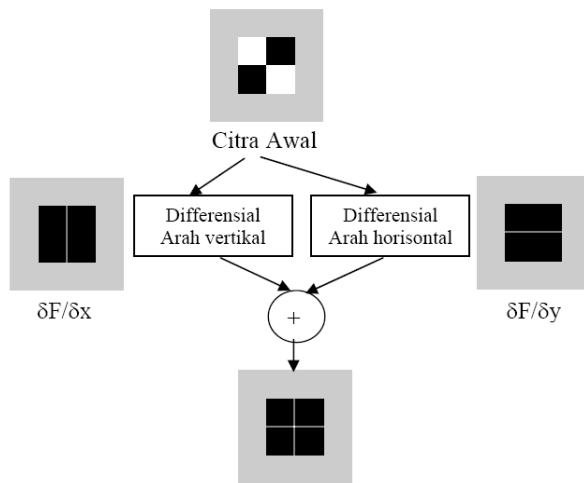 Citra Awal
Differensial
Arah vertikal
Differensial
Arah horisontal
δF/δx
δF/δy
+